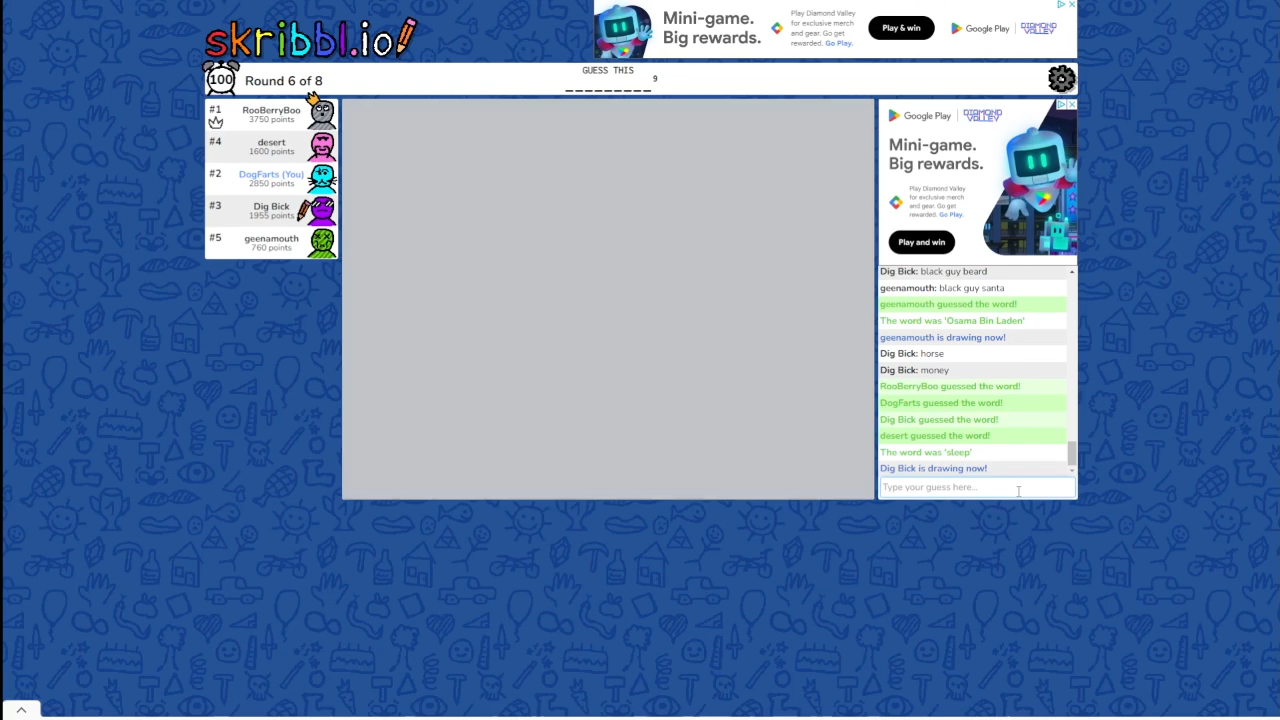 skribbl.io
Mini-game.
Big rewards.
Play Diamond Valley
for exclusive merch
and gear. Go get
rewarded. Go Play.
Play & win
Google Play
DIAMOND
VALLEY
100
Round 6 of 8
GUESS THIS
_________ 9
#1
RooBerryBoo
3750 points
#4
desert
1600 points
#2
DogFarts (You)
2850 points
#3
Dig Bick
1955 points
#5
geenamouth
760 points
Google Play
DIAMOND
VALLEY
Mini-game.
Big rewards.
Play Diamond Valley
for exclusive merch
and gear. Go get
rewarded. Go Play.
Play and win
Dig Bick: black guy beard
geenamouth: black guy santa
geenamouth guessed the word!
The word was 'Osama Bin Laden'
geenamouth is drawing now!
Dig Bick: horse
Dig Bick: money
RooBerryBoo guessed the word!
DogFarts guessed the word!
Dig Bick guessed the word!
desert guessed the word!
The word was 'sleep'
Dig Bick is drawing now!
Type your guess here...